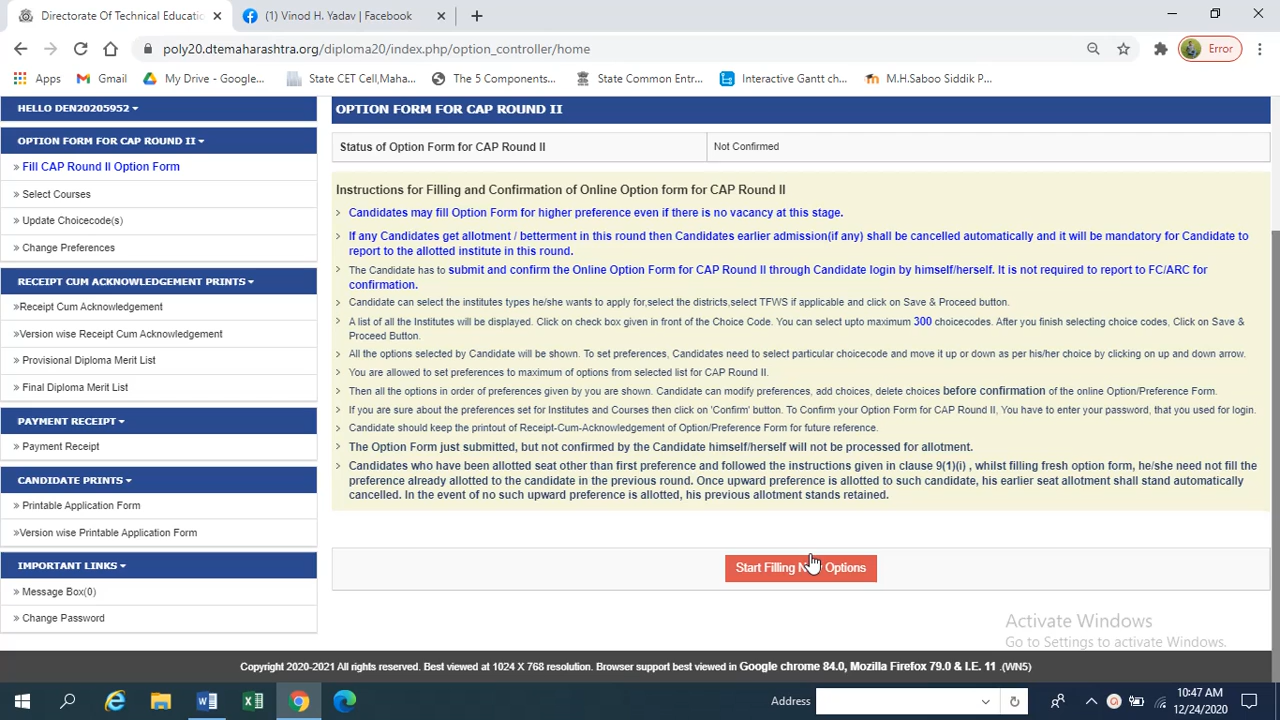 Directorate Of Technical Educati
(1) Vinod H. Yadav | Facebook
poly20.dtemaharashtra.org/diploma20/index.php/option_controller/home
Error
Apps
Gmail
My Drive - Google...
State CET Cell,Maha...
The 5 Components...
State Common Entr...
Interactive Gantt ch...
M.H.Saboo Siddik P...
HELLO DEN20205952
OPTION FORM FOR CAP ROUND II
» Fill CAP Round II Option Form
» Select Courses
» Update Choicecode(s)
» Change Preferences
RECEIPT CUM ACKNOWLEDGEMENT PRINTS
»Receipt Cum Acknowledgement
»Version wise Receipt Cum Acknowledgement
» Provisional Diploma Merit List
» Final Diploma Merit List
PAYMENT RECEIPT
» Payment Receipt
CANDIDATE PRINTS
» Printable Application Form
»Version wise Printable Application Form
IMPORTANT LINKS
» Message Box(0)
» Change Password
OPTION FORM FOR CAP ROUND II
Status of Option Form for CAP Round II
Not Confirmed
Instructions for Filling and Confirmation of Online Option form for CAP Round II
Candidates may fill Option Form for higher preference even if there is no vacancy at this stage.
If any Candidates get allotment / betterment in this round then Candidates earlier admission(if any) shall be cancelled automatically and it will be mandatory for Candidate to
report to the allotted institute in this round.
The Candidate has to submit and confirm the Online Option Form for CAP Round II through Candidate login by himself/herself. It is not required to report to FC/ARC for
confirmation.
Candidate can select the institutes types he/she wants to apply for,select the districts,select TFWS if applicable and click on Save & Proceed button.
A list of all the Institutes will be displayed. Click on check box given in front of the Choice Code. You can select upto maximum 300 choicecodes. After you finish selecting choice codes, Click on Save &
Proceed Button.
All the options selected by Candidate will be shown. To set preferences, Candidates need to select particular choicecode and move it up or down as per his/her choice by clicking on up and down arrow.
You are allowed to set preferences to maximum of options from selected list for CAP Round II.
Then all the options in order of preferences given by you are shown. Candidate can modify preferences, add choices, delete choices before confirmation of the online Option/Preference Form.
If you are sure about the preferences set for Institutes and Courses then click on 'Confirm' button. To Confirm your Option Form for CAP Round II, You have to enter your password, that you used for login.
Candidate should keep the printout of Receipt-Cum-Acknowledgement of Option/Preference Form for future reference.
The Option Form just submitted, but not confirmed by the Candidate himself/herself will not be processed for allotment.
Candidates who have been allotted seat other than first preference and followed the instructions given in clause 9(1)(i) , whilst filling fresh option form, he/she need not fill the
preference already allotted to the candidate in the previous round. Once upward preference is allotted to such candidate, his earlier seat allotment shall stand automatically
cancelled. In the event of no such upward preference is allotted, his previous allotment stands retained.
Start Filling Options
Activate Windows
Go to Settings to activate Windows.
Copyright 2020-2021 All rights reserved. Best viewed at 1024 X 768 resolution. Browser support best viewed in Google chrome 84.0, Mozilla Firefox 79.0 & I.E. 11 .(WN5)
Address
10:47 AM
12/24/2020